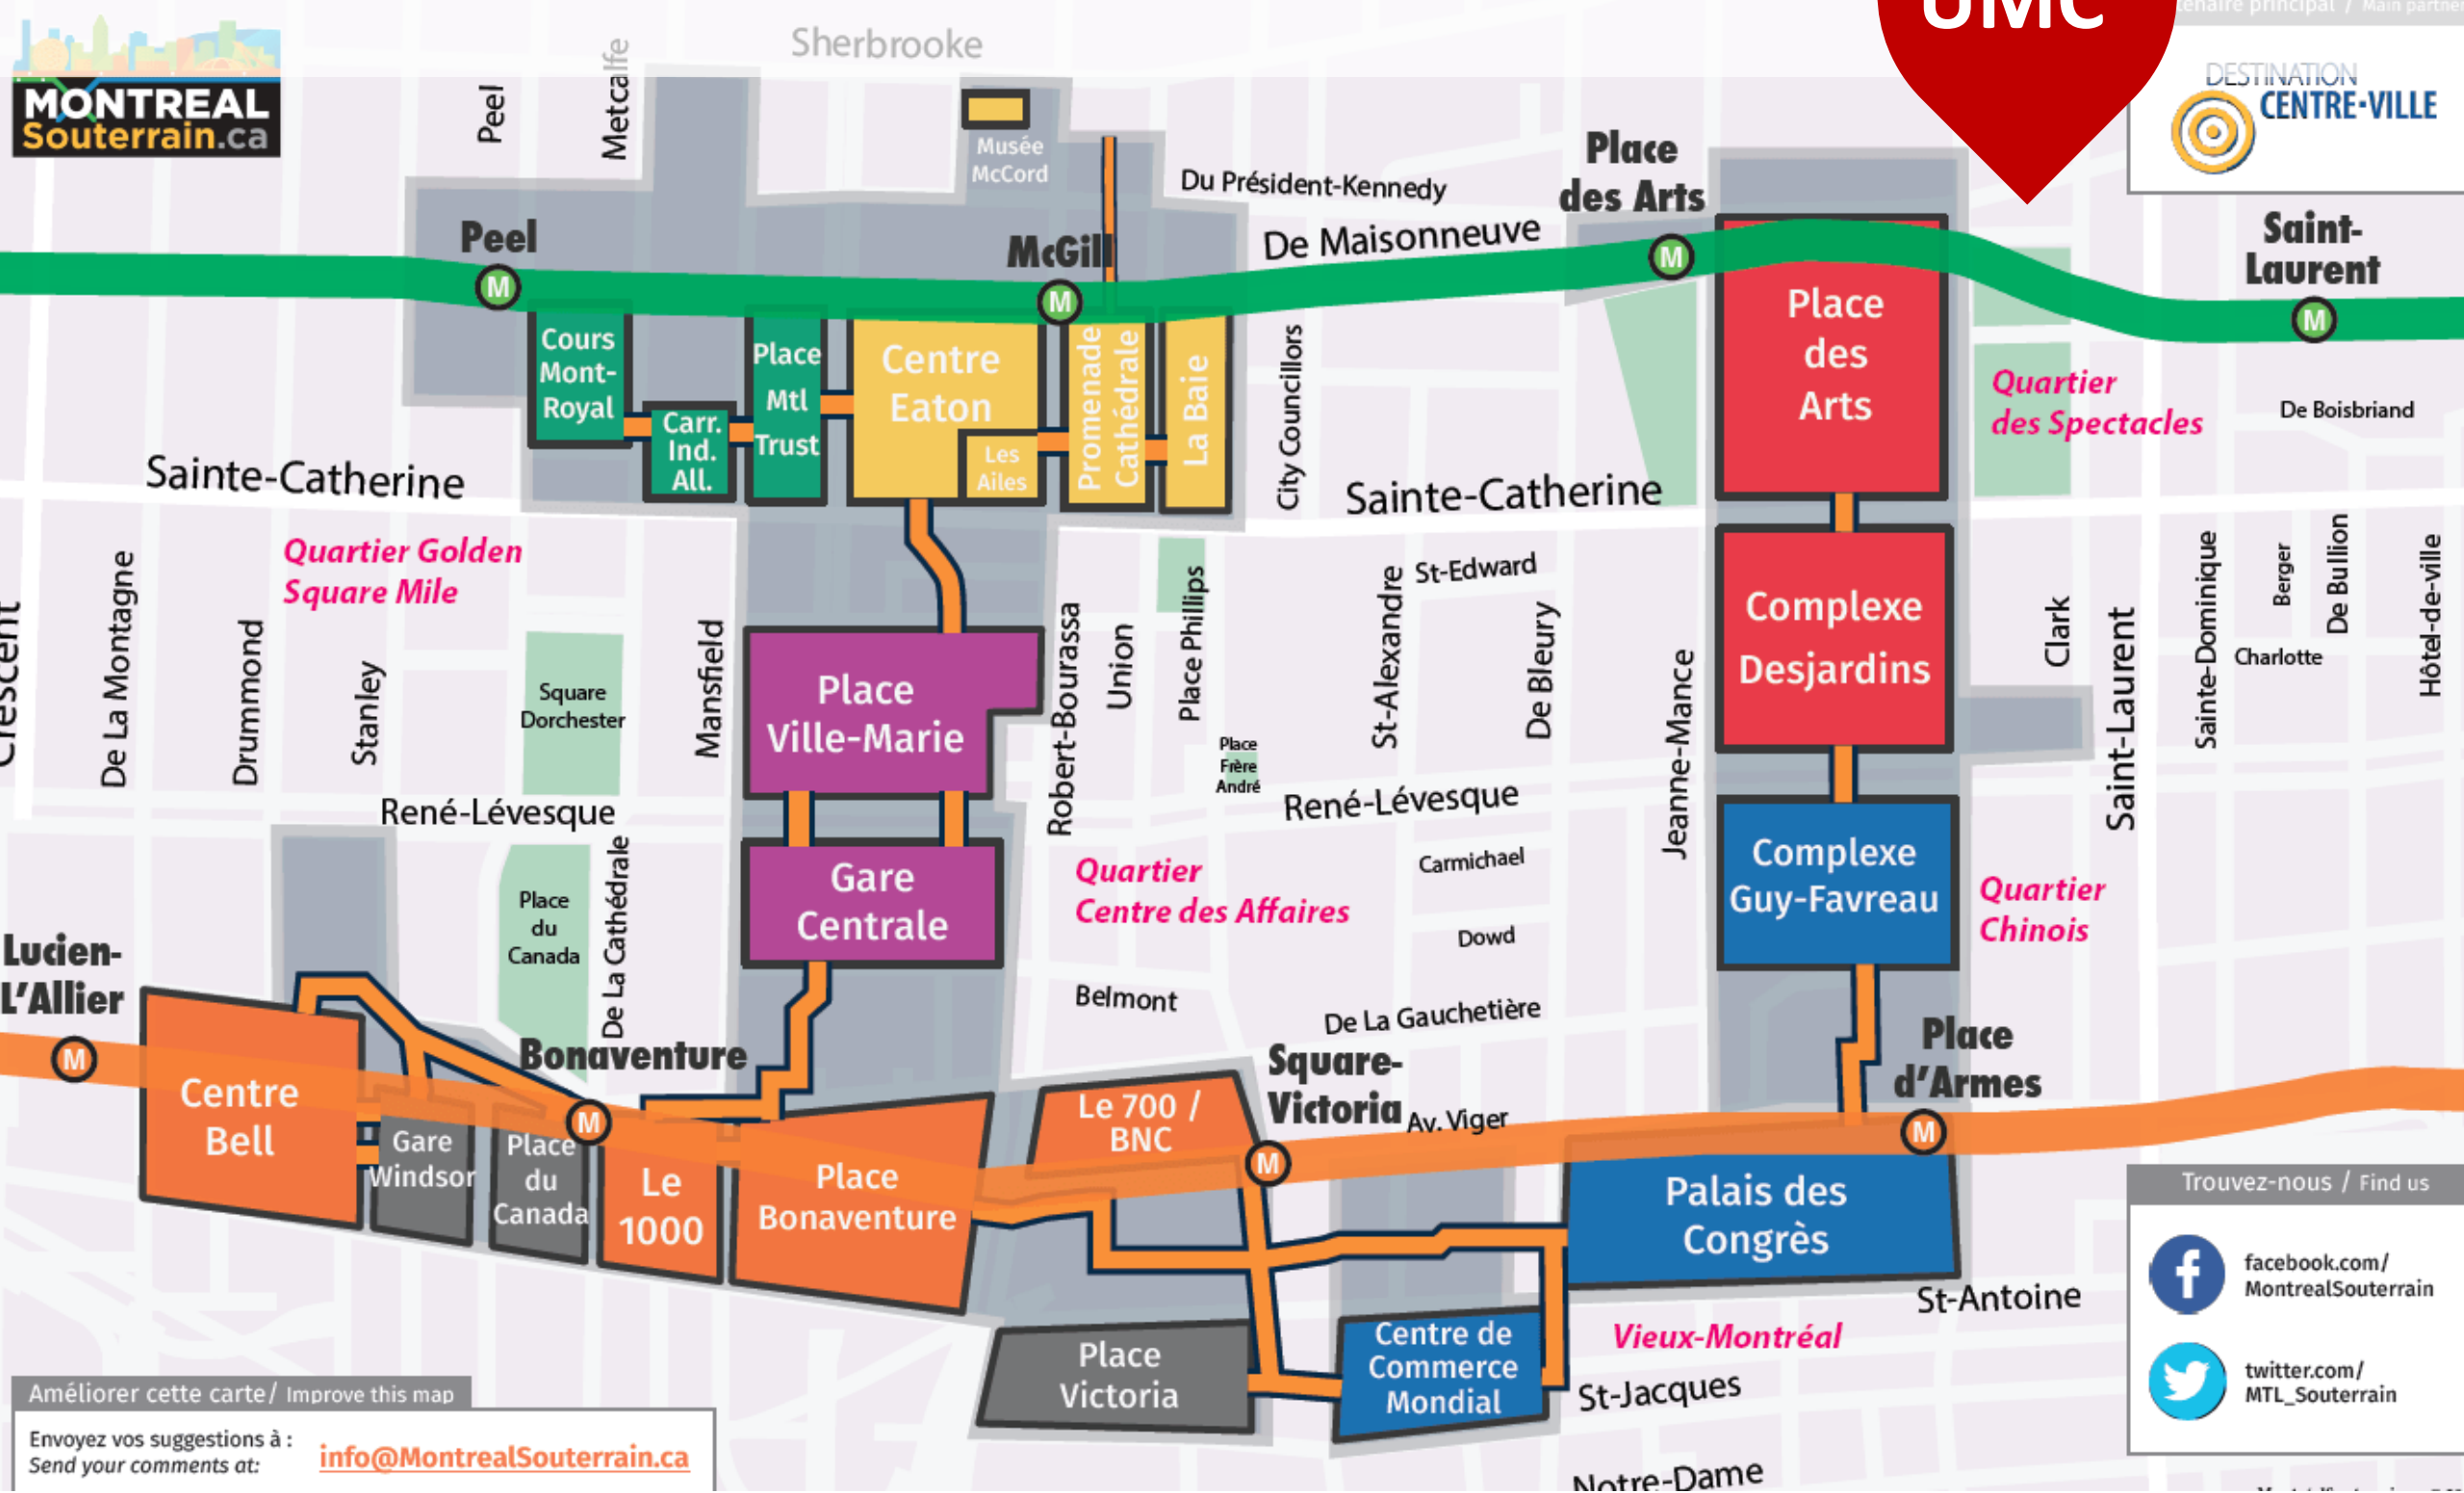 MONTREAL
Souterrain.ca
Sherbrooke
UMC
tenaire principal / Main partner
DESTINATION
CENTRE-VILLE
Peel
Metcalfe
Musée
McCord
Du Président-Kennedy
De Maisonneuve
Place
des Arts
Saint-
Laurent
Peel
McGill
M
M
M
M
Cours
Mont-
Royal
Carr.
Ind.
All.
Place
Mtl
Trust
Centre
Eaton
Les
Ailes
Promenade
Cathédrale
La Baie
City Councillors
Place
des
Arts
Quartier
des Spectacles
De Boisbriand
Sainte-Catherine
Sainte-Catherine
Quartier Golden
Square Mile
Crescent
De La Montagne
Drummond
Stanley
Square
Dorchester
Mansfield
Place
Ville-Marie
Robert-Bourassa
Union
Place Phillips
Place
Frère
André
St-Alexandre
St-Edward
De Bleury
Jeanne-Mance
Complexe
Desjardins
Clark
Saint-Laurent
Sainte-Dominique
Berger
De Bullion
Charlotte
Hôtel-de-ville
René-Lévesque
René-Lévesque
Place
du
Canada
De La Cathédrale
Gare
Centrale
Quartier
Centre des Affaires
Carmichael
Dowd
Complexe
Guy-Favreau
Quartier
Chinois
Lucien-
L'Allier
M
Belmont
De La Gauchetière
Bonaventure
M
Square-
Victoria
M
Av. Viger
Place
d'Armes
M
Centre
Bell
Gare
Windsor
Place
du
Canada
Le
1000
Place
Bonaventure
Le 700 /
BNC
Palais des
Congrès
St-Antoine
Place
Victoria
Centre de
Commerce
Mondial
Vieux-Montréal
St-Jacques
Notre-Dame
Trouvez-nous / Find us
facebook.com/
MontrealSouterrain
twitter.com/
MTL_Souterrain
Améliorer cette carte/ Improve this map
Envoyez vos suggestions à :
Send your comments at:
info@MontrealSouterrain.ca